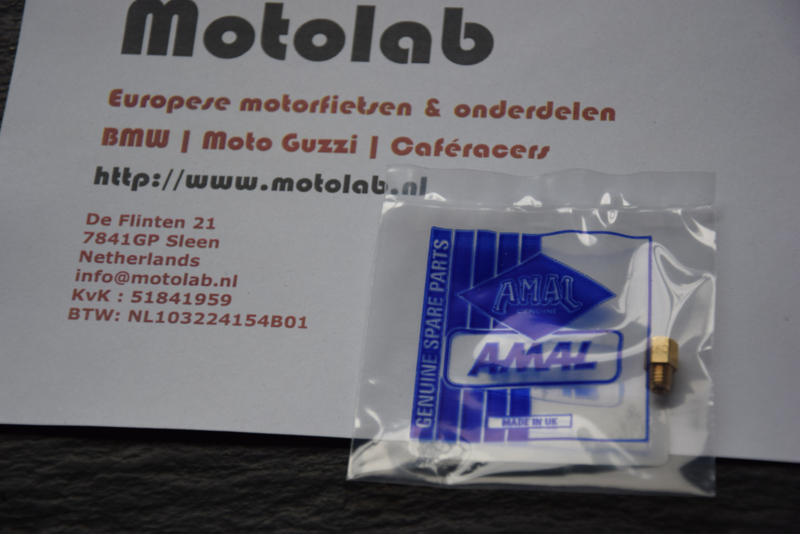 Motolab
Europese motorfietsen & onderdelen
BMW | Moto Guzzi | Caféracers
http://www.motolab.nl
De Flinten 21
7841GP Sleen
Netherlands
info@motolab.nl
KvK : 51841959
BTW: NL103224154B01
GENUINE SPARE PARTS
AMAL
GENUINE
AMAL
MADE IN UK